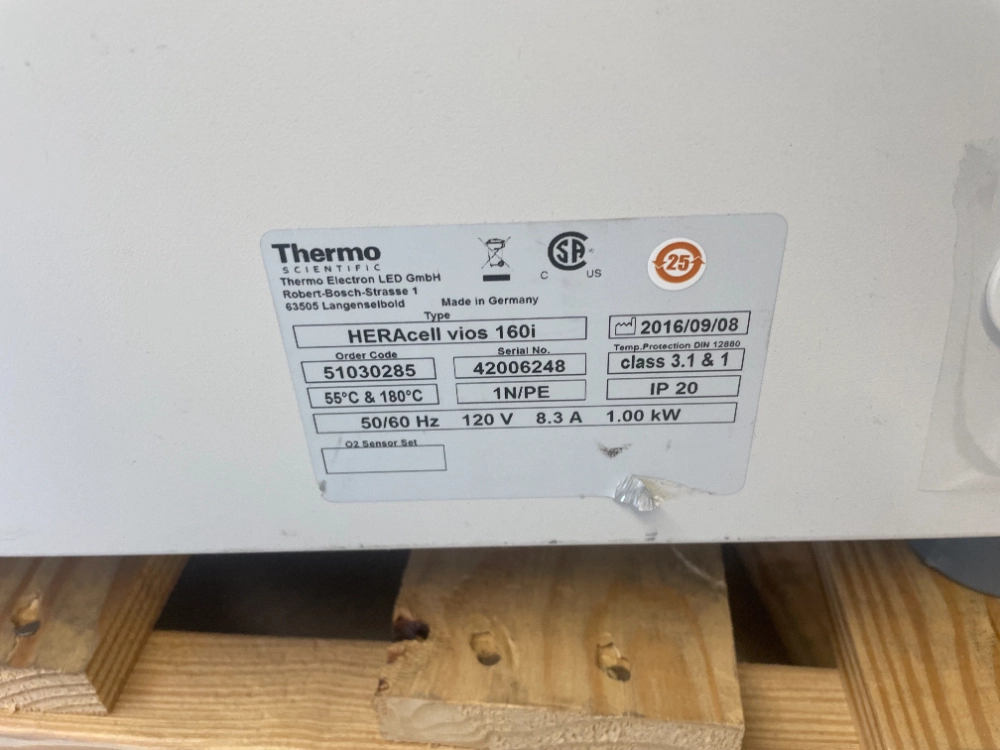 Thermo
SCIENTIFIC
Thermo Electron LED GmbH
Robert-Bosch-Strasse 1
63505 Langenselbold
Made in Germany
C SA US
25
Type
HERAcell vios 160i
2016/09/08
Order Code
51030285
Serial No.
42006248
Temp.Protection DIN 12880
class 3.1 & 1
55°C & 180°C
1N/PE
IP 20
50/60 Hz 120 V 8.3 A 1.00 kW
O2 Sensor Set